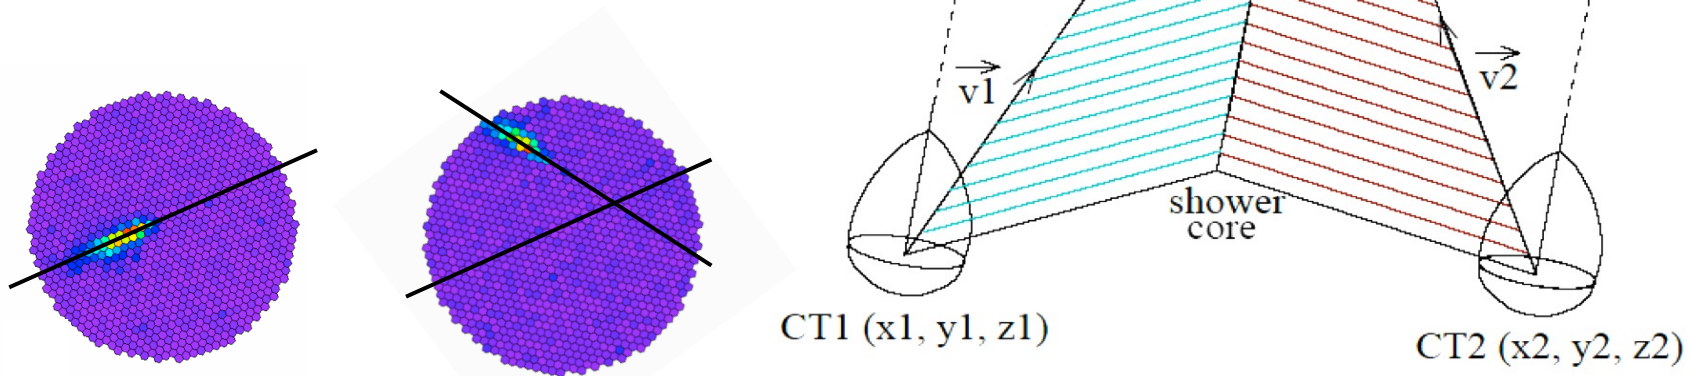 v1
v2
shower
core
CT1 (x1, y1, z1)
CT2 (x2, y2, z2)